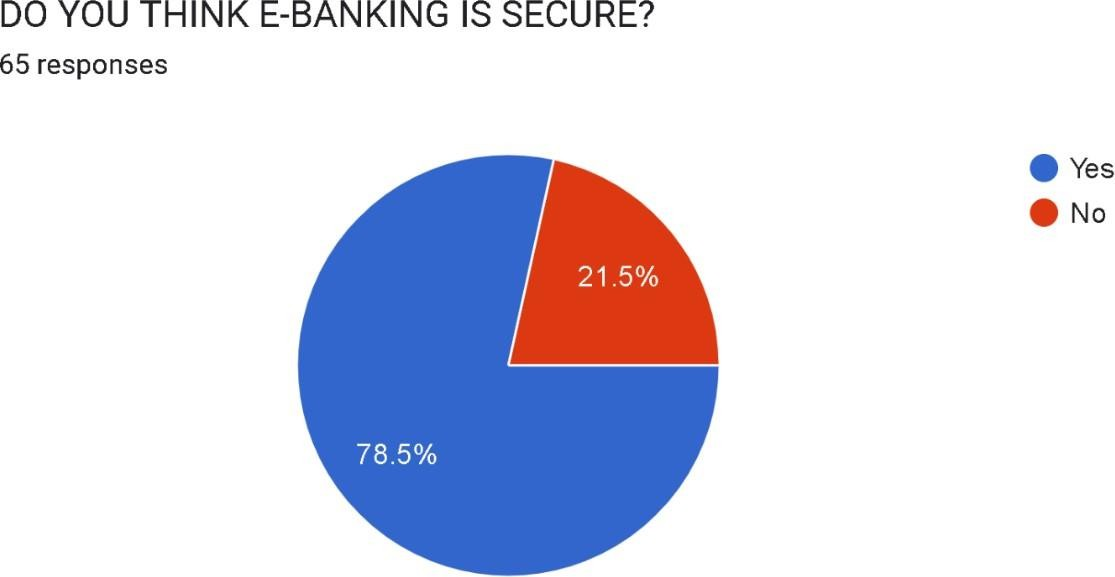 DO YOU THINK E-BANKING IS SECURE?
65 responses
Yes
No
21.5%
78.5%